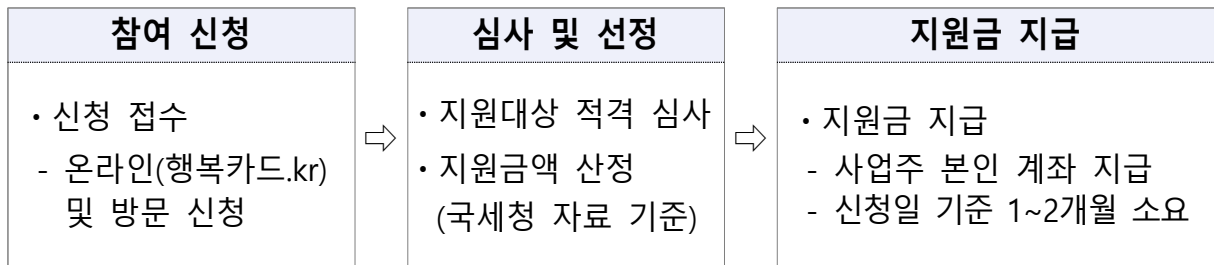 참여 신청
・신청 접수
- 온라인(행복카드.kr)
및 방문 신청
⇨
심사 및 선정
・지원대상 적격 심사
・지원금액 산정
(국세청 자료 기준)
⇨
지원금 지급
・지원금 지급
- 사업주 본인 계좌 지급
- 신청일 기준 1~2개월 소요